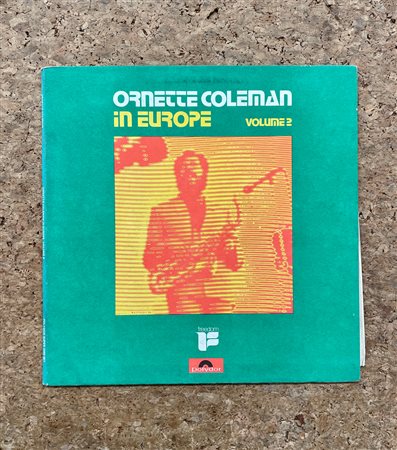 ORNETTE COLEMAN
iN EUROPE VOLUME 2
freedom
polydor